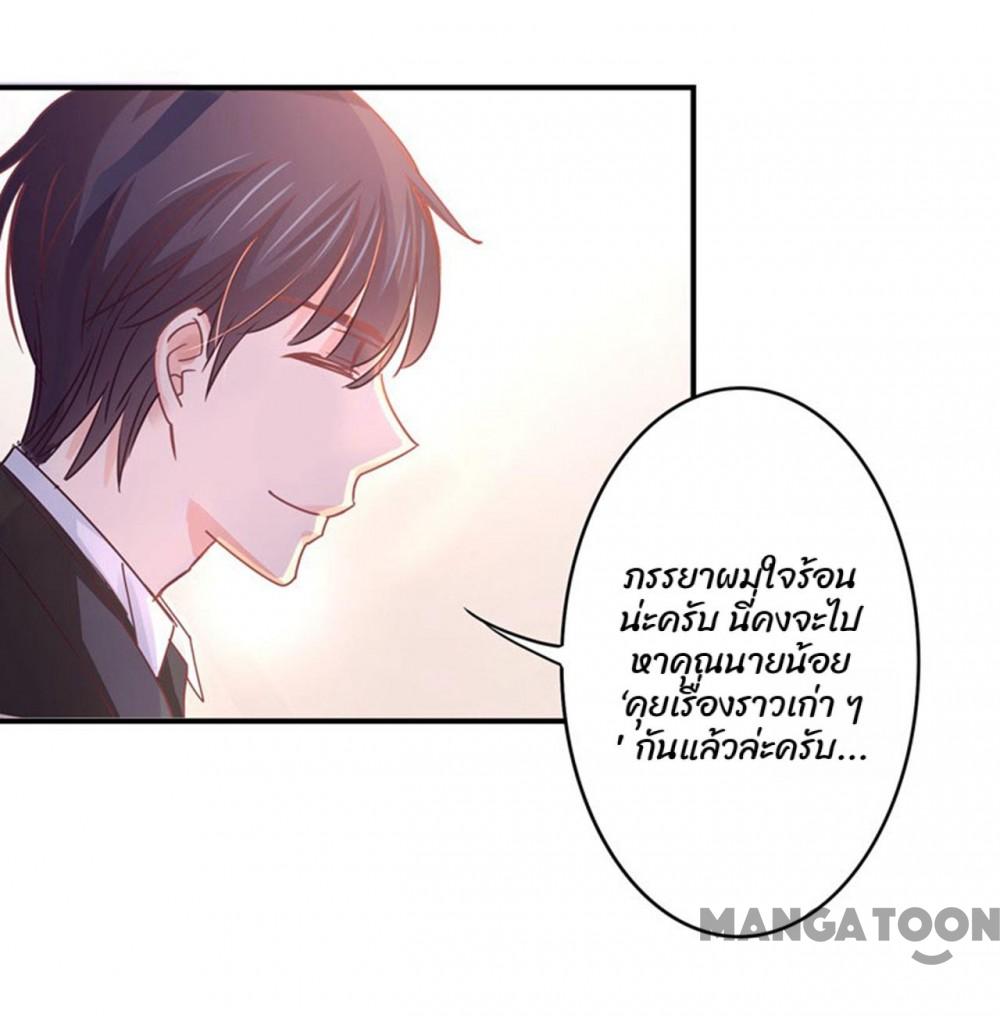 ภรรยาผมใจร้อน
น่ะครับ นี่คงจะไป
หาคุณนายน้อย
‘คุยเรื่องราวเก่า ๆ
' กันแล้วล่ะครับ...
MANGATOON